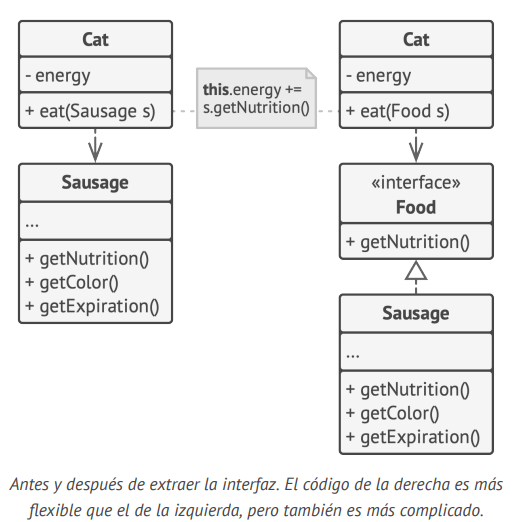 Cat
- energy
+ eat(Sausage s)
Sausage
...
+ getNutrition()
+ getColor()
+ getExpiration()
this.energy +=
s.getNutrition()
Cat
- energy
+ eat(Food s)
«interface»
Food
+ getNutrition()
Sausage
...
+ getNutrition()
+ getColor()
+ getExpiration()
Antes y después de extraer la interfaz. El código de la derecha es más
flexible que el de la izquierda, pero también es más complicado.